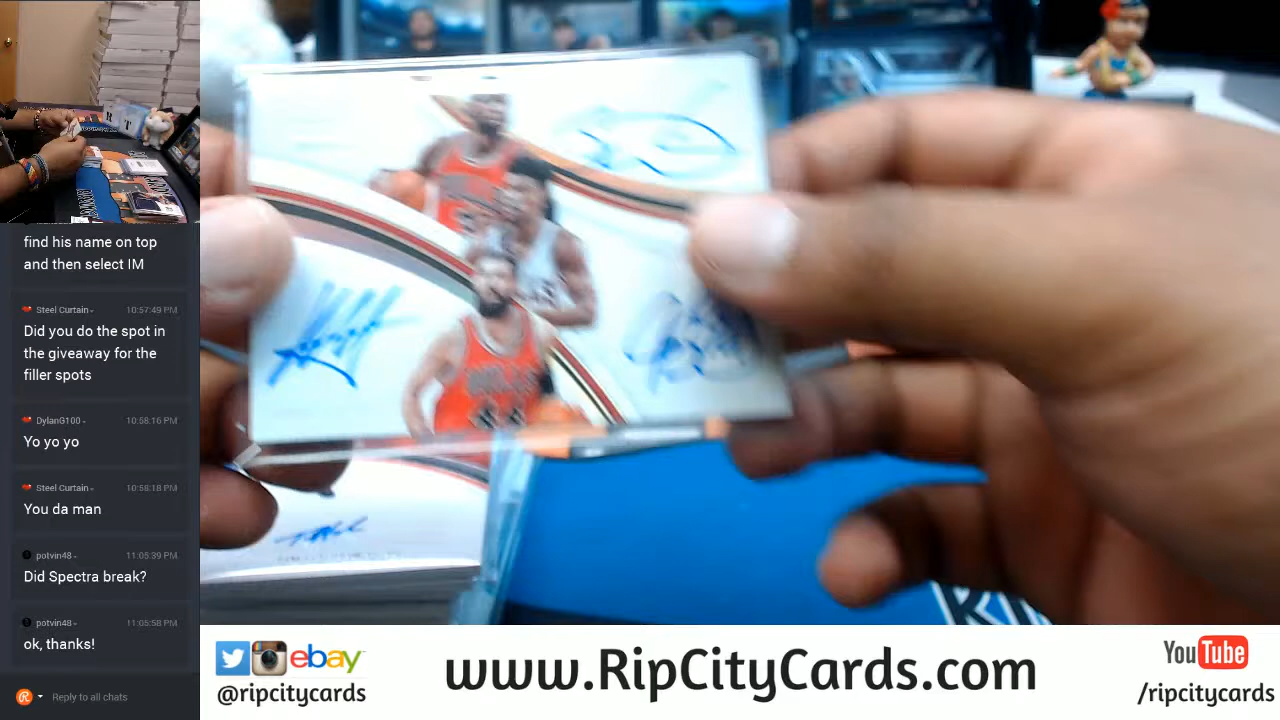 find his name on top
and then select IM
Steel Curtain
10:57:49 PM
Did you do the spot in
the giveaway for the
filler spots
DylanG100
10:58:16 PM
Yo yo yo
Steel Curtain
10:58:18 PM
You da man
potvin48
11:05:39 PM
Did Spectra break?
potvin48
11:05:58 PM
ok, thanks!
Reply to all chats
BULLS
ebay
@ripcitycards
www.RipCityCards.com
YouTube
/ripcitycards